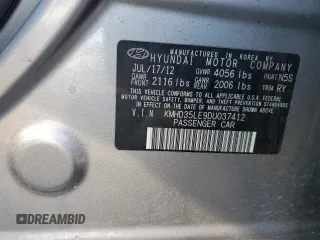 MANUFACTURED IN KOREA BY
HYUNDAI MOTOR COMPANY
JUL/17/12 GVWR 4056 lbs PAINT N5S
GAWR FRONT 2116 lbs GAWR REAR 2006 lbs TRIM RY
THIS VEHICLE CONFORMS TO ALL APPLICABLE
U.S. FEDERAL MOTOR VEHICLE SAFETY, BUMPER, AND
THEFT PREVENTION STANDARDS IN EFFECT ON THE DATE
OF MANUFACTURE SHOWN ABOVE.
V.I.N KMHD35LE9DU037412
PASSENGER CAR
© DREAMBID